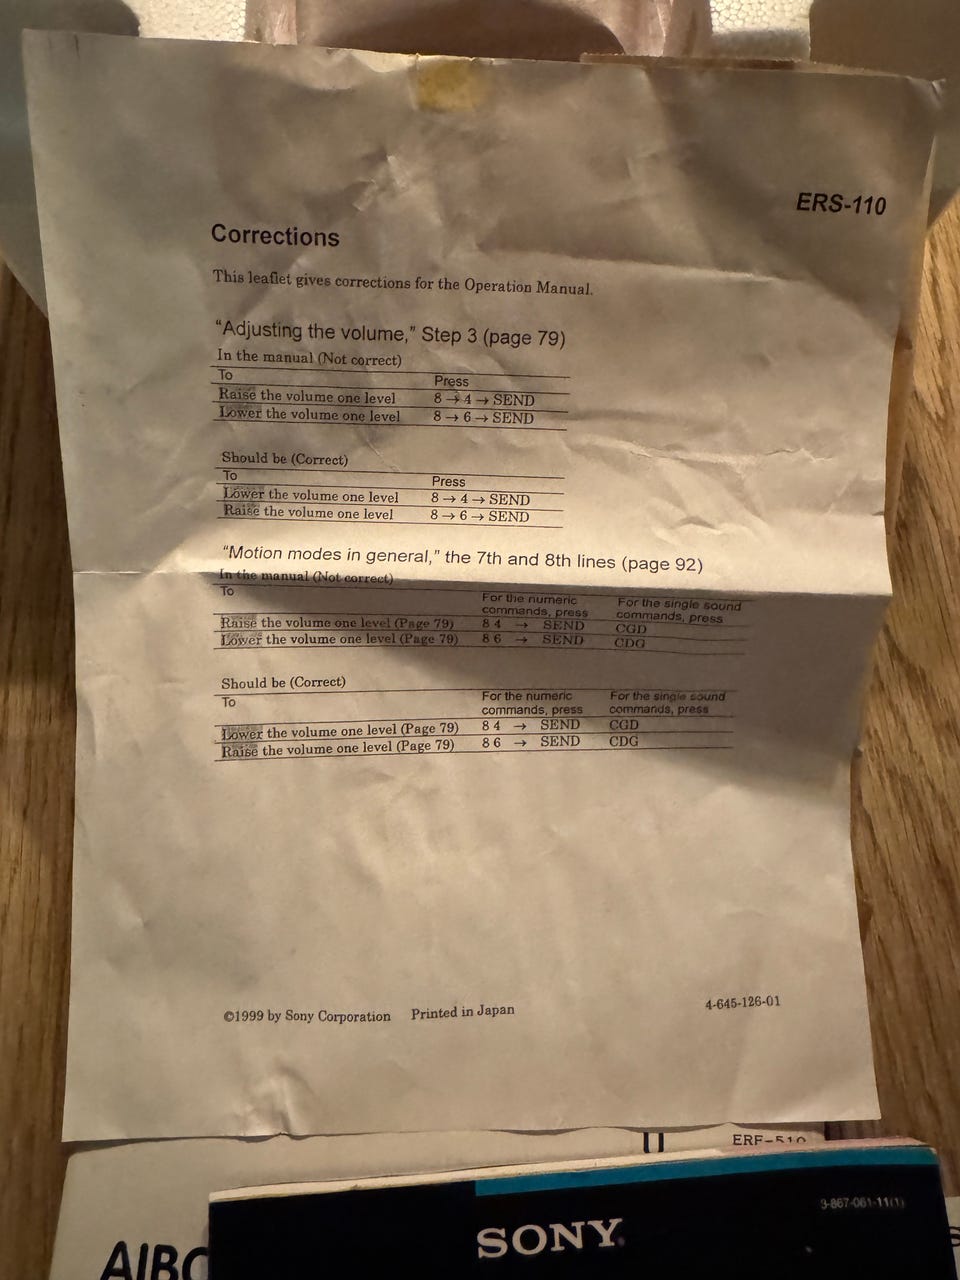 ERS-110
Corrections
This leaflet gives corrections for the Operation Manual.
“Adjusting the volume,” Step 3 (page 79)
In the manual (Not correct)
To Press
Raise the volume one level 8 → 4 → SEND
Lower the volume one level 8 → 6 → SEND
Should be (Correct)
To Press
Lower the volume one level 8 → 4 → SEND
Raise the volume one level 8 → 6 → SEND
“Motion modes in general,” the 7th and 8th lines (page 92)
In the manual (Not correct)
To For the numeric commands, press For the single sound commands, press
Raise the volume one level (Page 79) 8 4 → SEND CGD
Lower the volume one level (Page 79) 8 6 → SEND CDG
Should be (Correct)
To For the numeric commands, press For the single sound commands, press
Lower the volume one level (Page 79) 8 4 → SEND CGD
Raise the volume one level (Page 79) 8 6 → SEND CDG
©1999 by Sony Corporation Printed in Japan 4-645-126-01
ERF-510
3-867-061-11(1)
SONY
AIBO